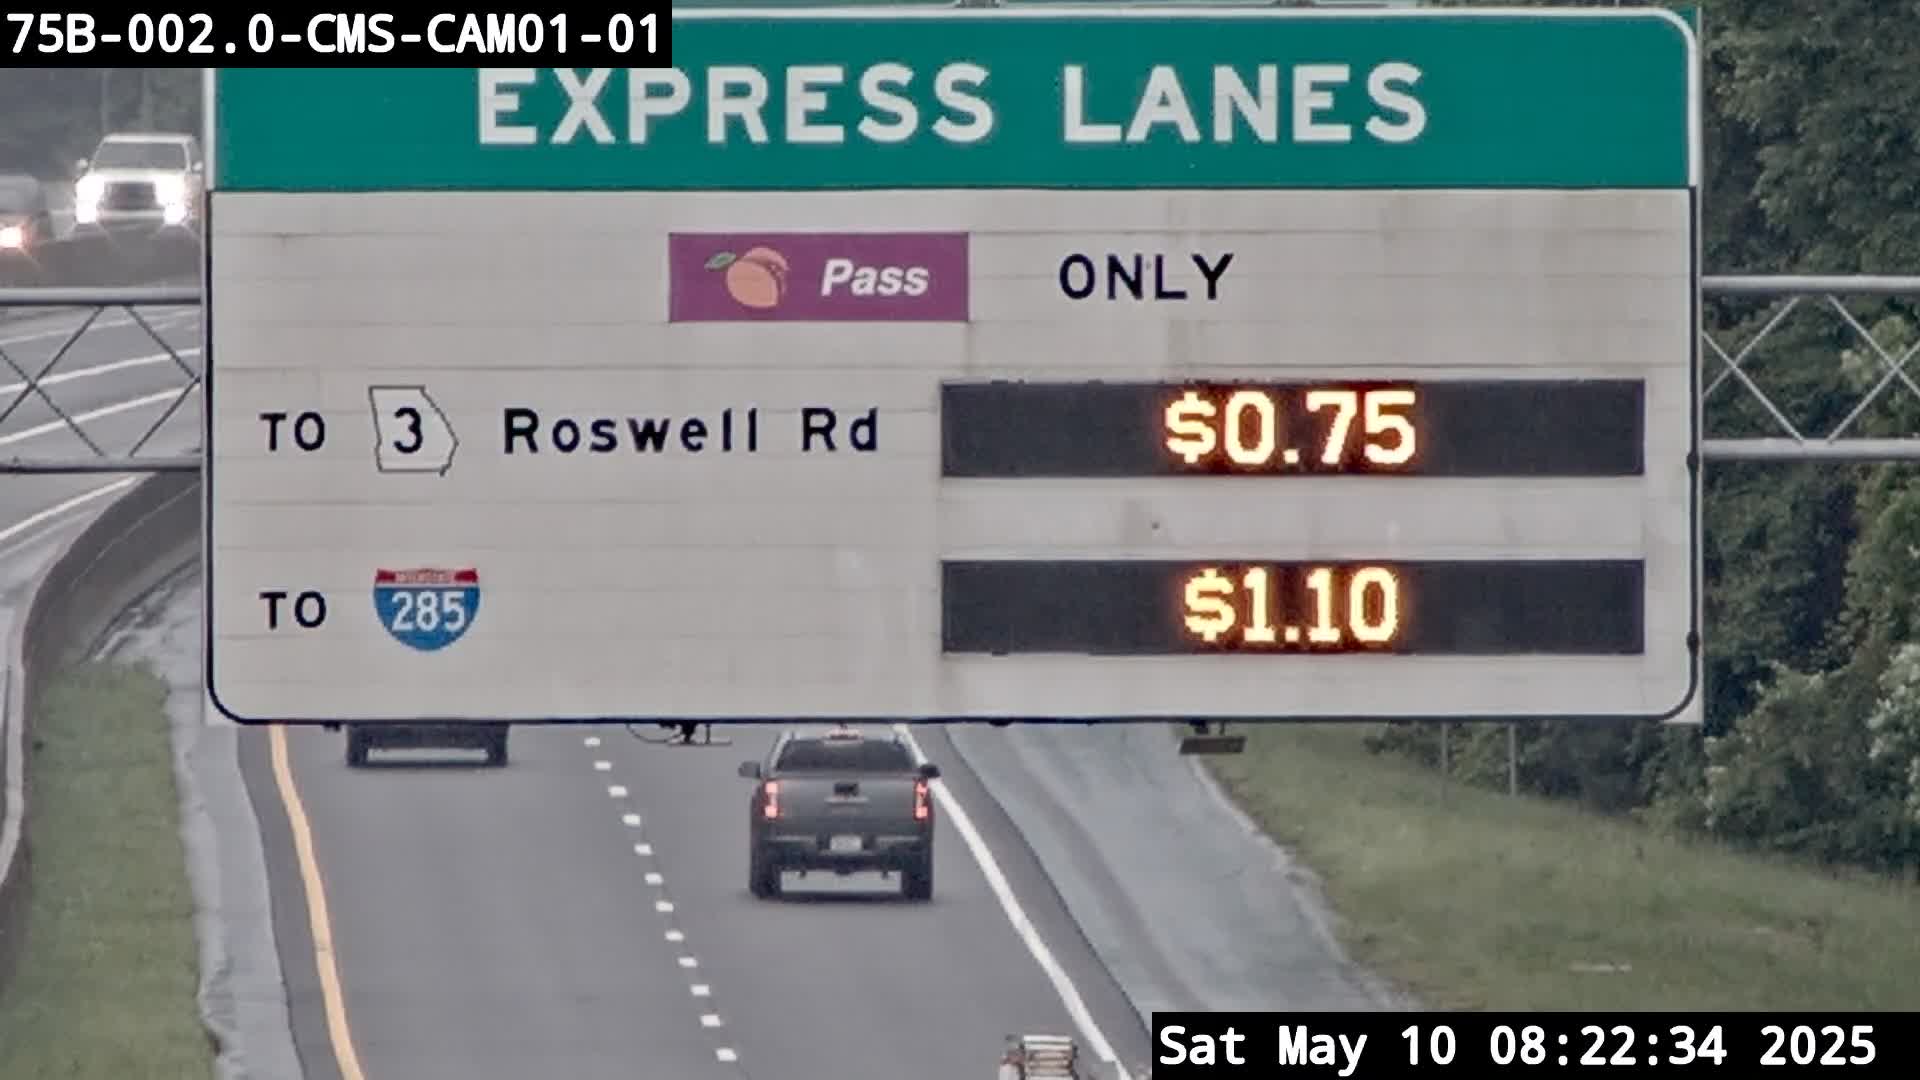 75B-002.0-CMS-CAM01-01
EXPRESS LANES
Pass ONLY
TO 3 Roswell Rd $0.75
INTERSTATE
TO 285 $1.10
Sat May 10 08:22:34 2025